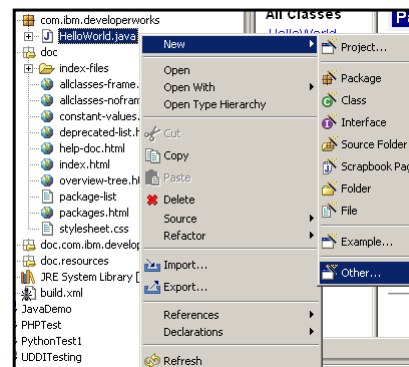 com.ibm.developerworks
HelloWorld.java
doc
index-files
allclasses-frame.
allclasses-nofram
constant-values.
deprecated-list.h
help-doc.html
index.html
overview-tree.ht
package-list
packages.html
stylesheet.css
doc.com.ibm.develop
doc.resources
JRE System Library [
build.xml
JavaDemo
PHPTest
PythonTest1
UDDITesting
New
Open
Open With
Open Type Hierarchy
Cut
Copy
Paste
Delete
Source
Refactor
Import...
Export...
References
Declarations
Refresh
All Classes
Pa
HelloWorld
Project...
Package
Class
Interface
Source Folder
Scrapbook Pag
Folder
File
Example...
Other...